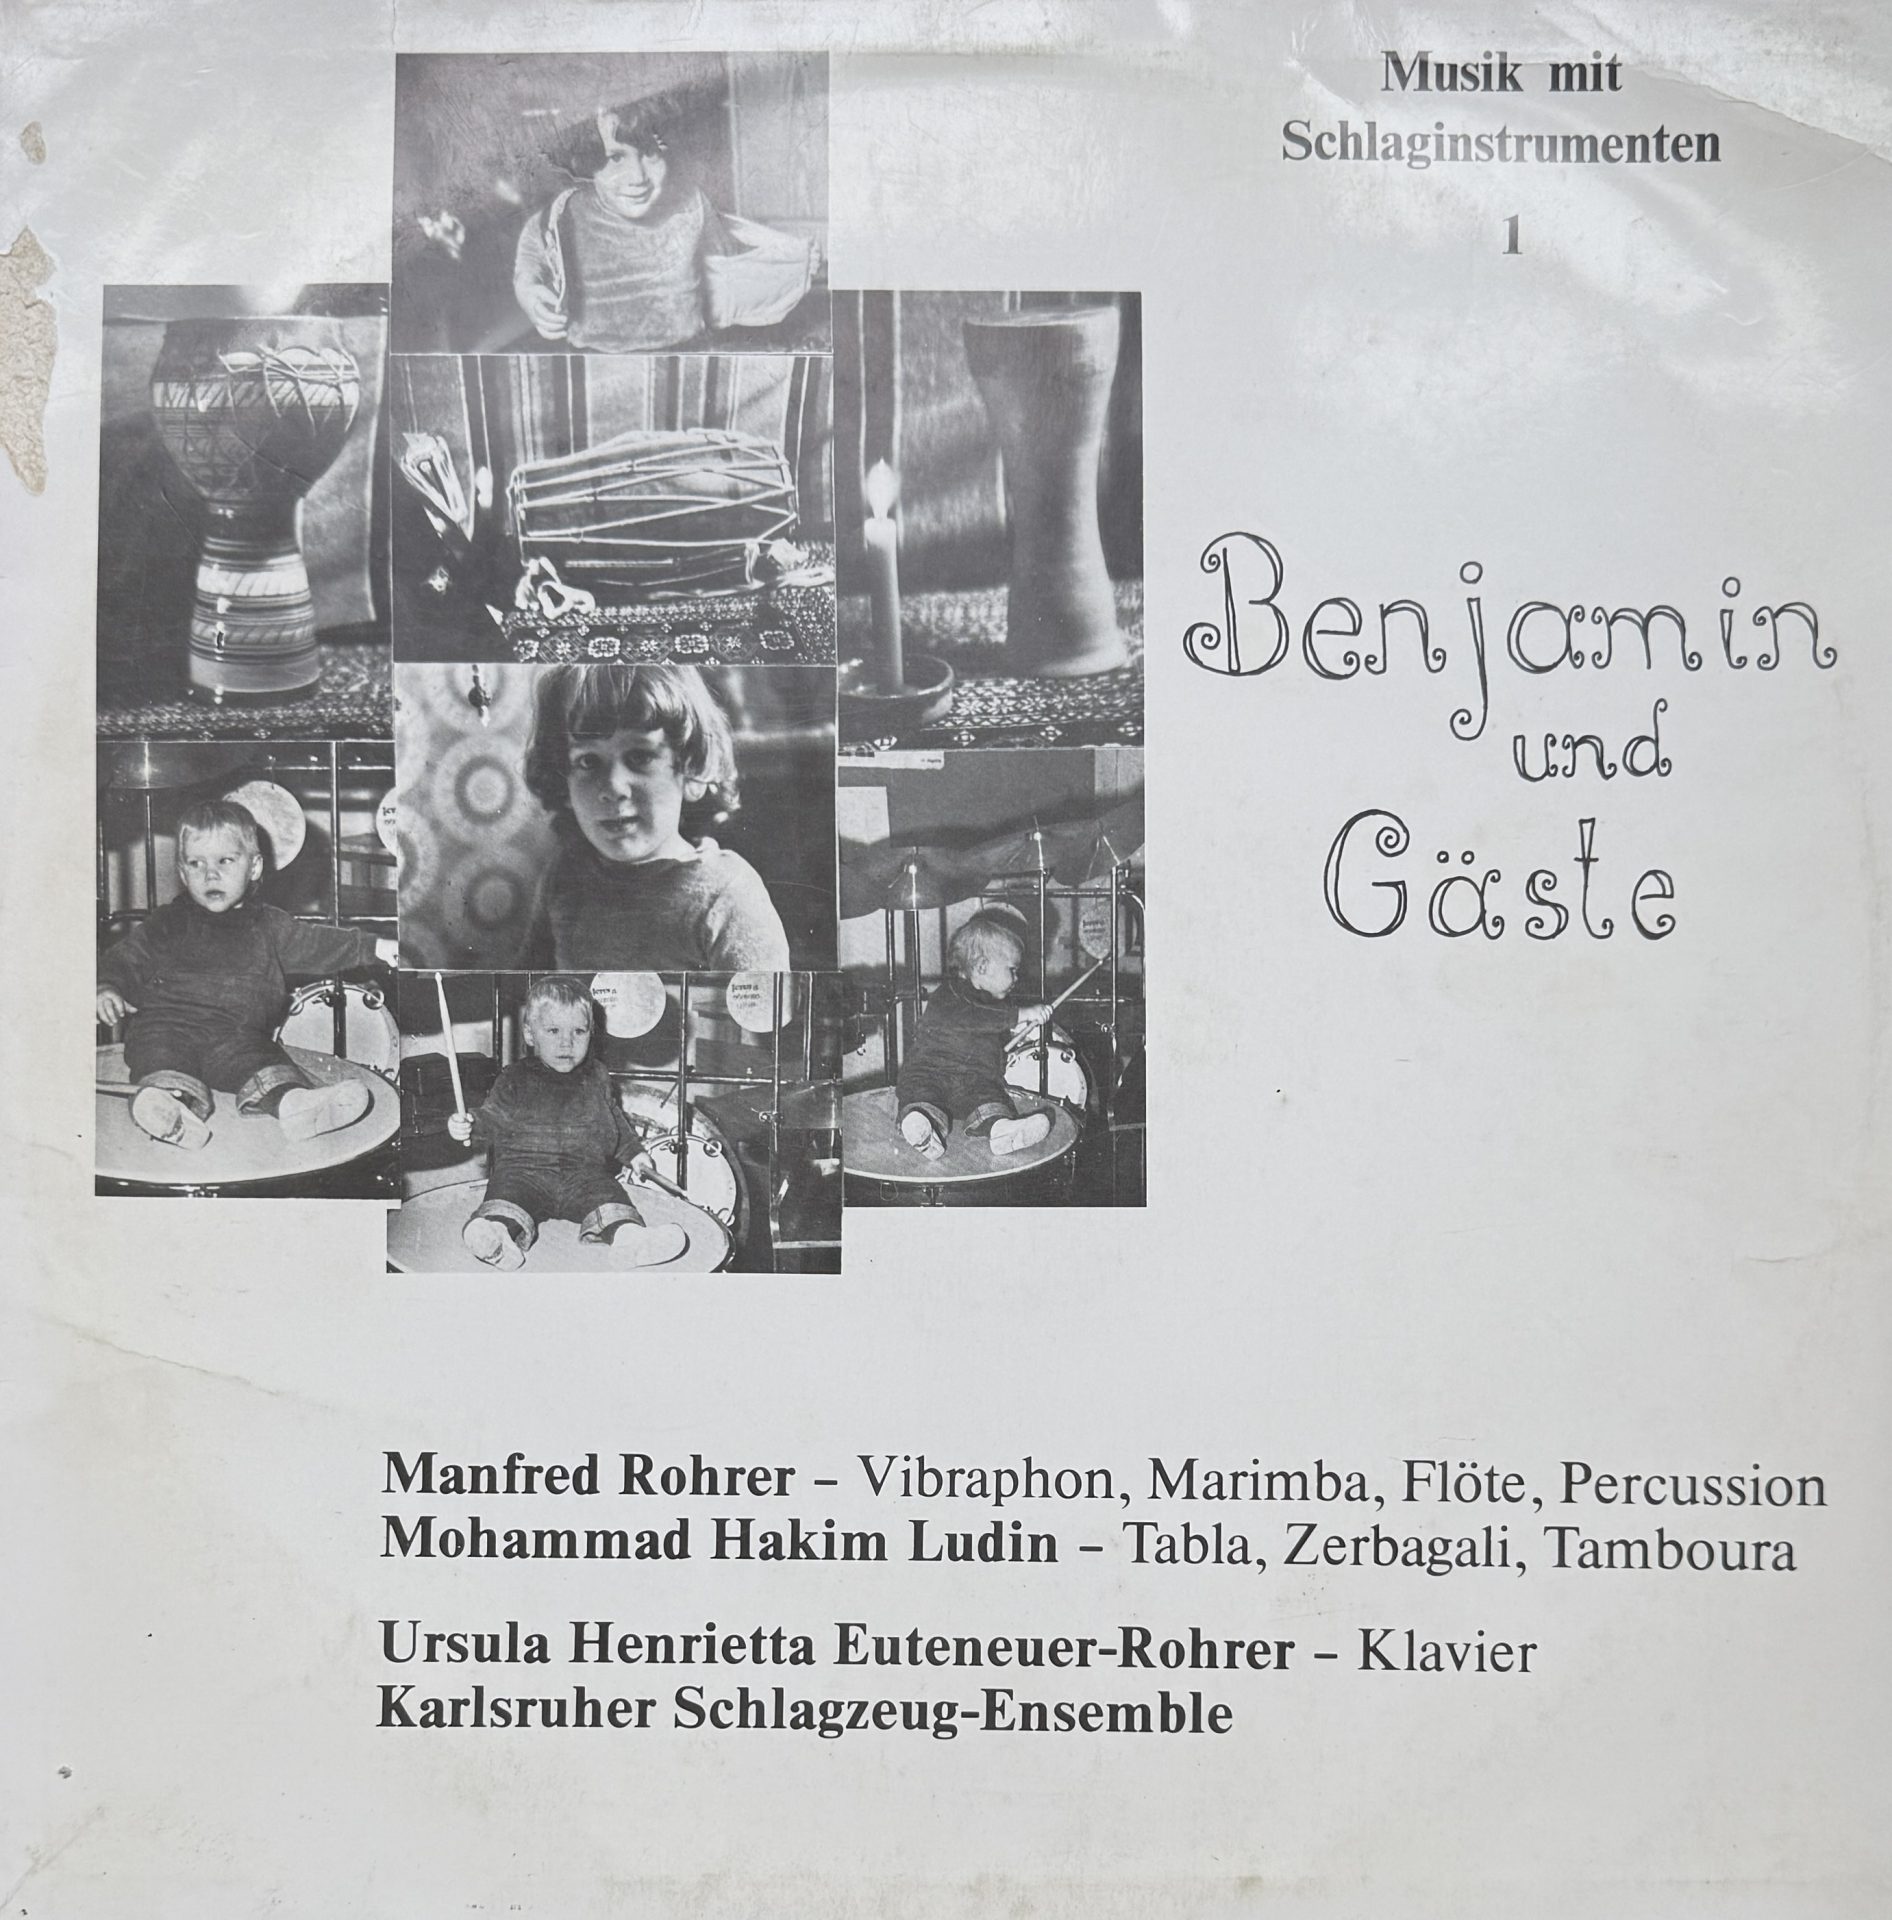 Musik mit
Schlaginstrumenten
1
Benjamin
und
Gäste
Manfred Rohrer – Vibraphon, Marimba, Flöte, Percussion
Mohammad Hakim Ludin – Tabla, Zerbagali, Tamboura
Ursula Henrietta Euteneuer-Rohrer – Klavier
Karlsruher Schlagzeug-Ensemble